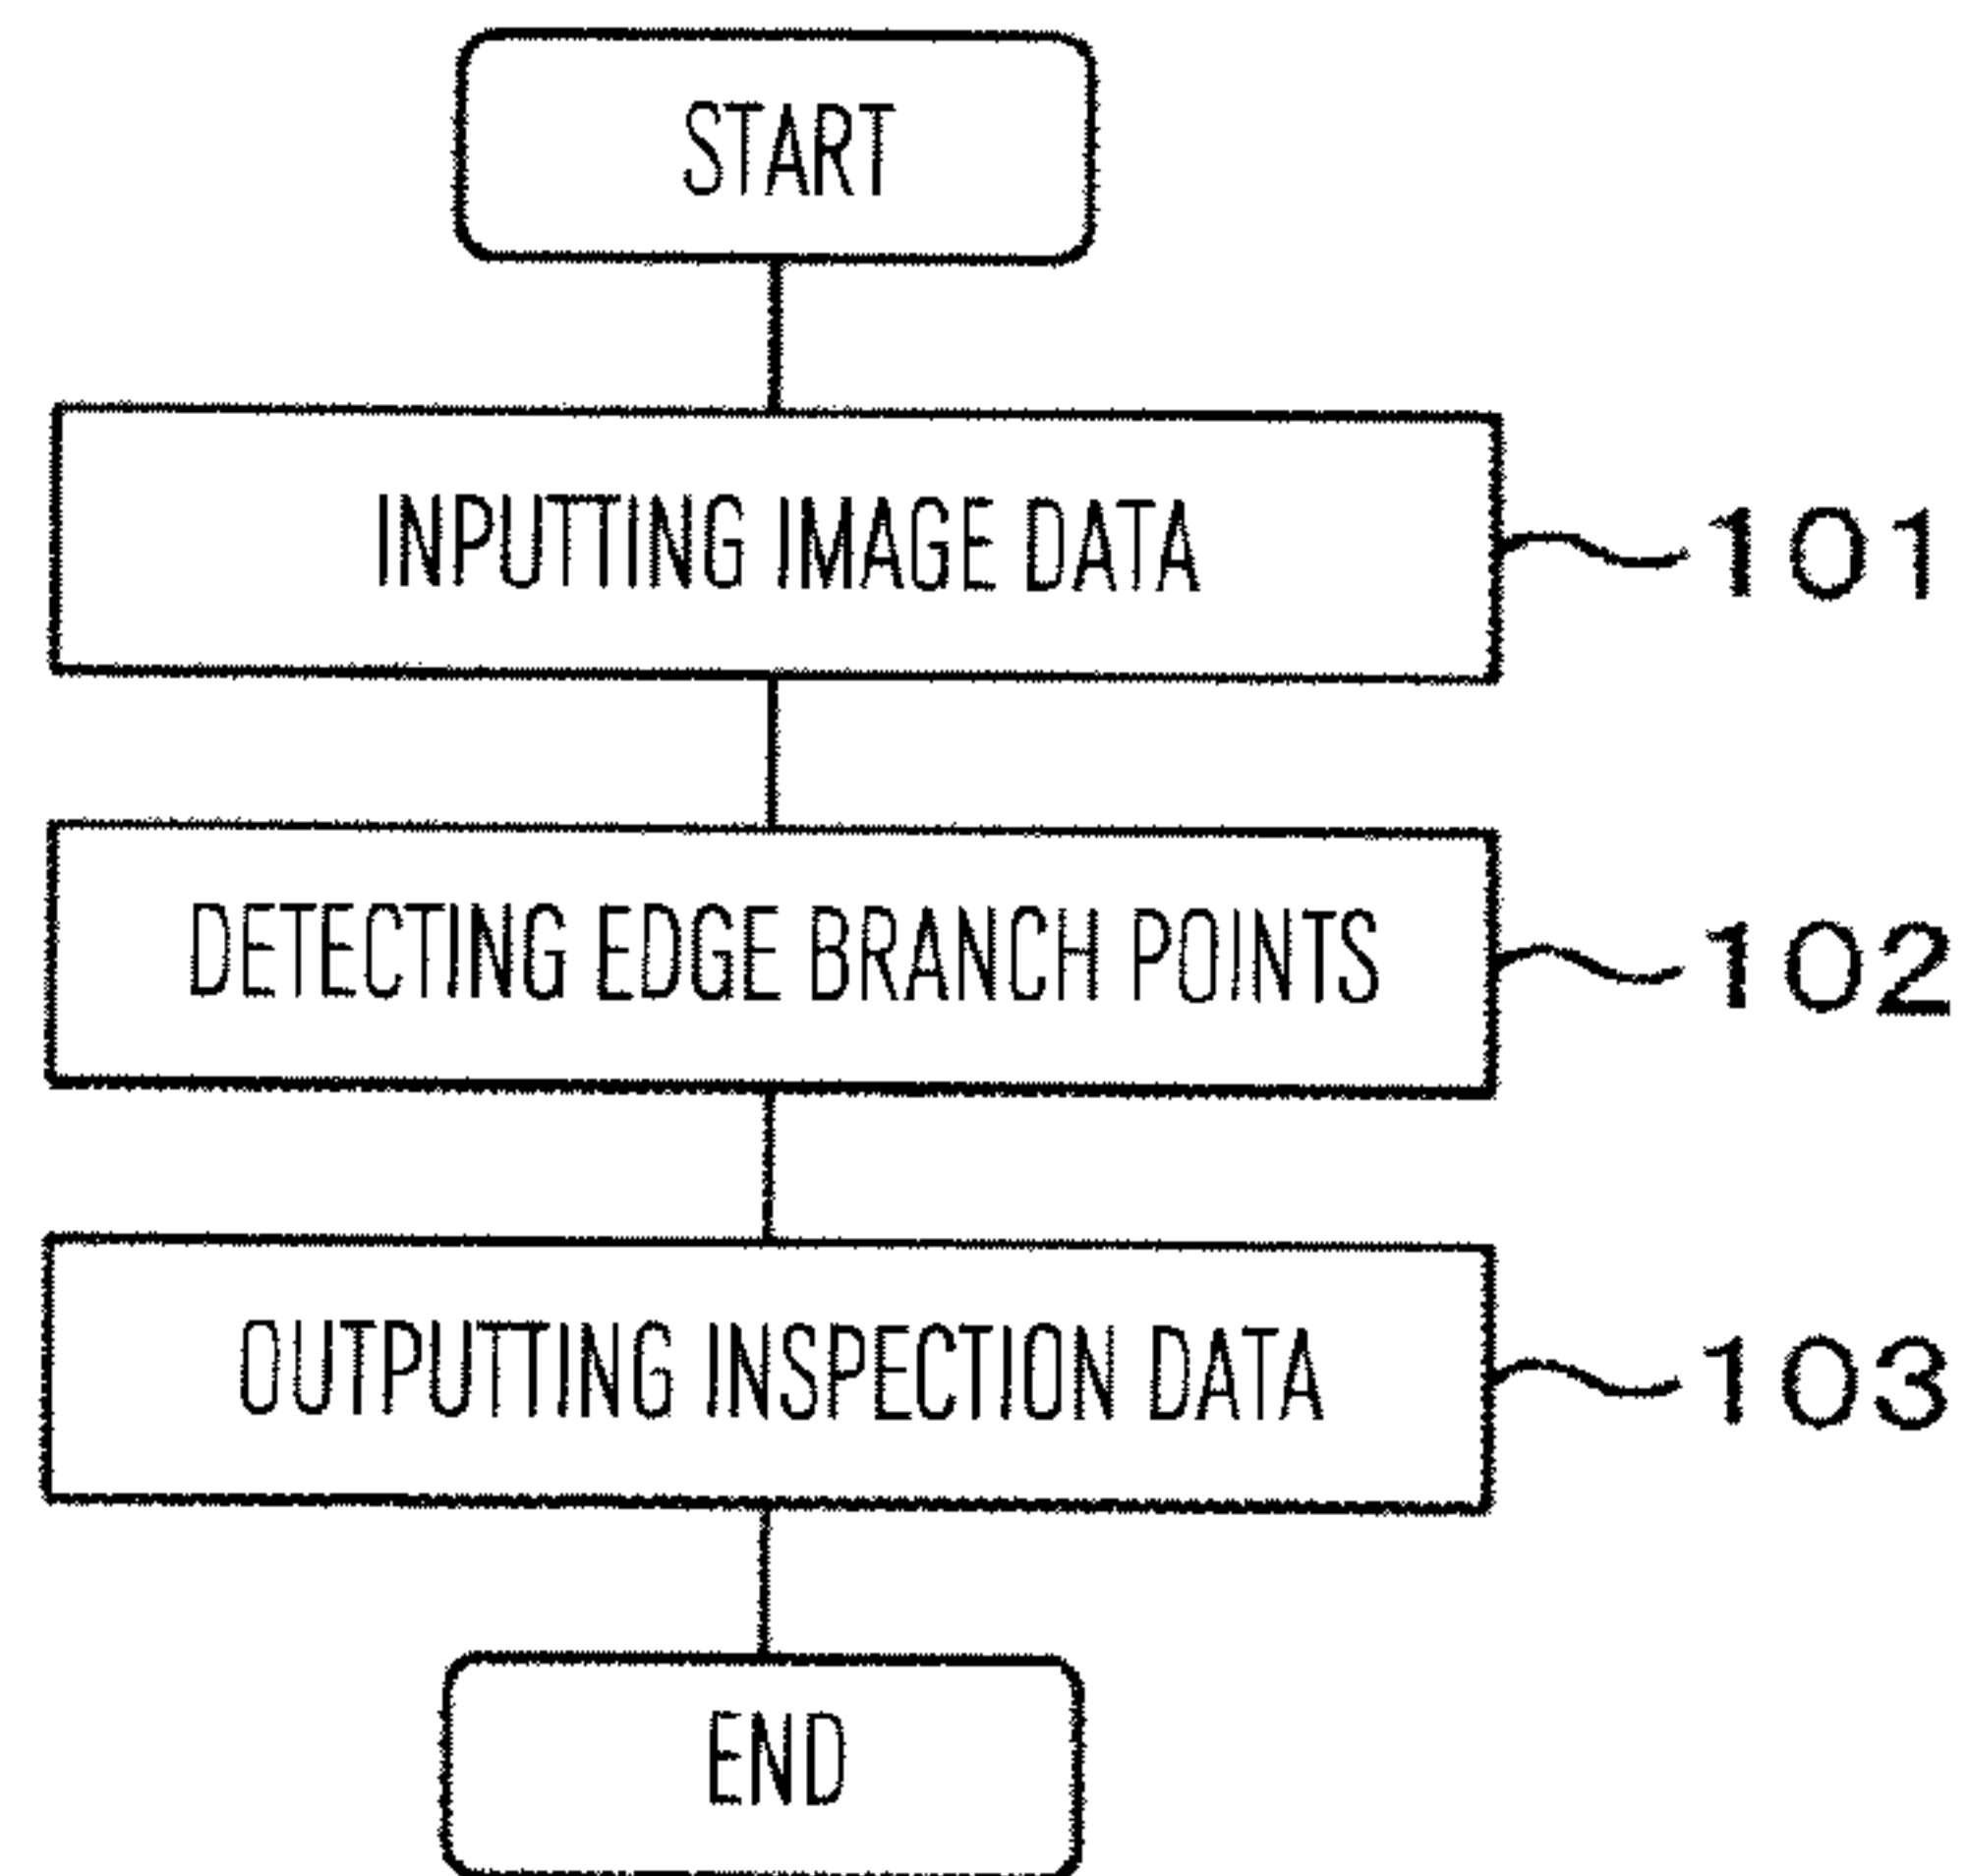 START
INPUTTING IMAGE DATA
101
DETECTING EDGE BRANCH POINTS
102
OUTPUTTING INSPECTION DATA
103
END